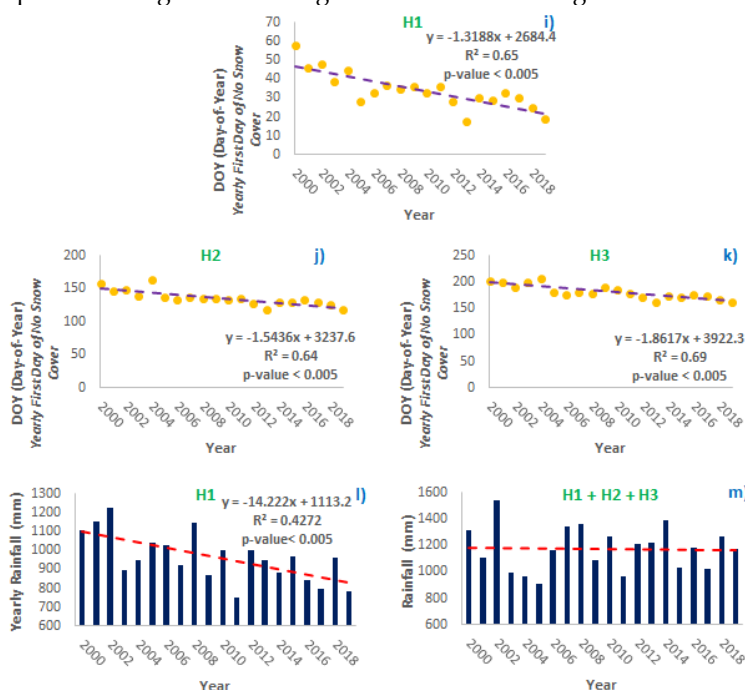 H1
i)
y = -1.3188x + 2684.4
R² = 0.65
p-value < 0.005
DOY (Day-of-Year)
Yearly First Day of No Snow
Cover
70
60
50
40
30
20
10
0
2000
2002
2004
2006
2008
2010
2012
2014
2016
2018
Year
H2
j)
DOY (Day-of-Year)
Yearly First Day of No Snow
Cover
200
150
100
50
0
y = -1.5436x + 3237.6
R² = 0.64
p-value < 0.005
2000
2002
2004
2006
2008
2010
2012
2014
2016
2018
Year
H3
k)
DOY (Day-of-Year)
Yearly First Day of No Snow
Cover
250
200
150
100
50
0
y = -1.8617x + 3922.3
R² = 0.69
p-value < 0.005
2000
2002
2004
2006
2008
2010
2012
2014
2016
2018
Year
H1
l)
y = -14.222x + 1113.2
R² = 0.4272
p-value< 0.005
Yearly Rainfall (mm)
1300
1200
1100
1000
900
800
700
600
2000
2002
2004
2006
2008
2010
2012
2014
2016
2018
Year
H1 + H2 + H3
m)
Rainfall (mm)
1600
1400
1200
1000
800
600
2000
2002
2004
2006
2008
2010
2012
2014
2016
2018
Year